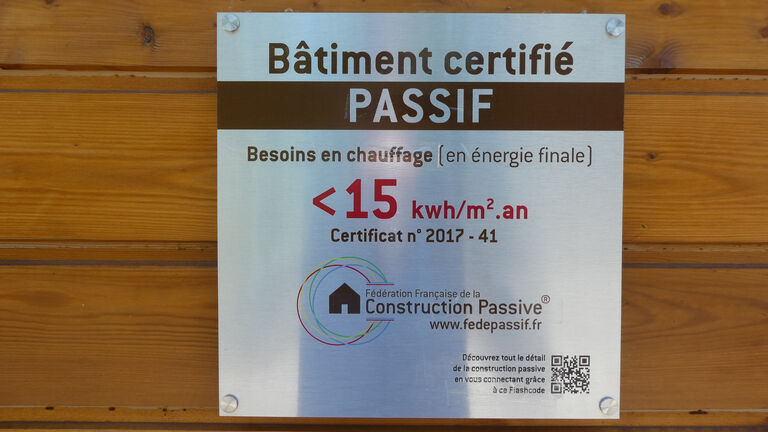 Bâtiment certifié
PASSIF
Besoins en chauffage (en énergie finale)
<15 kwh/m².an
Certificat n° 2017 - 41
Fédération Française de la
Construction Passive®
www.fedepassif.fr
Découvrez tout le détail
de la construction passive
en vous connectant grâce
à ce Flashcode